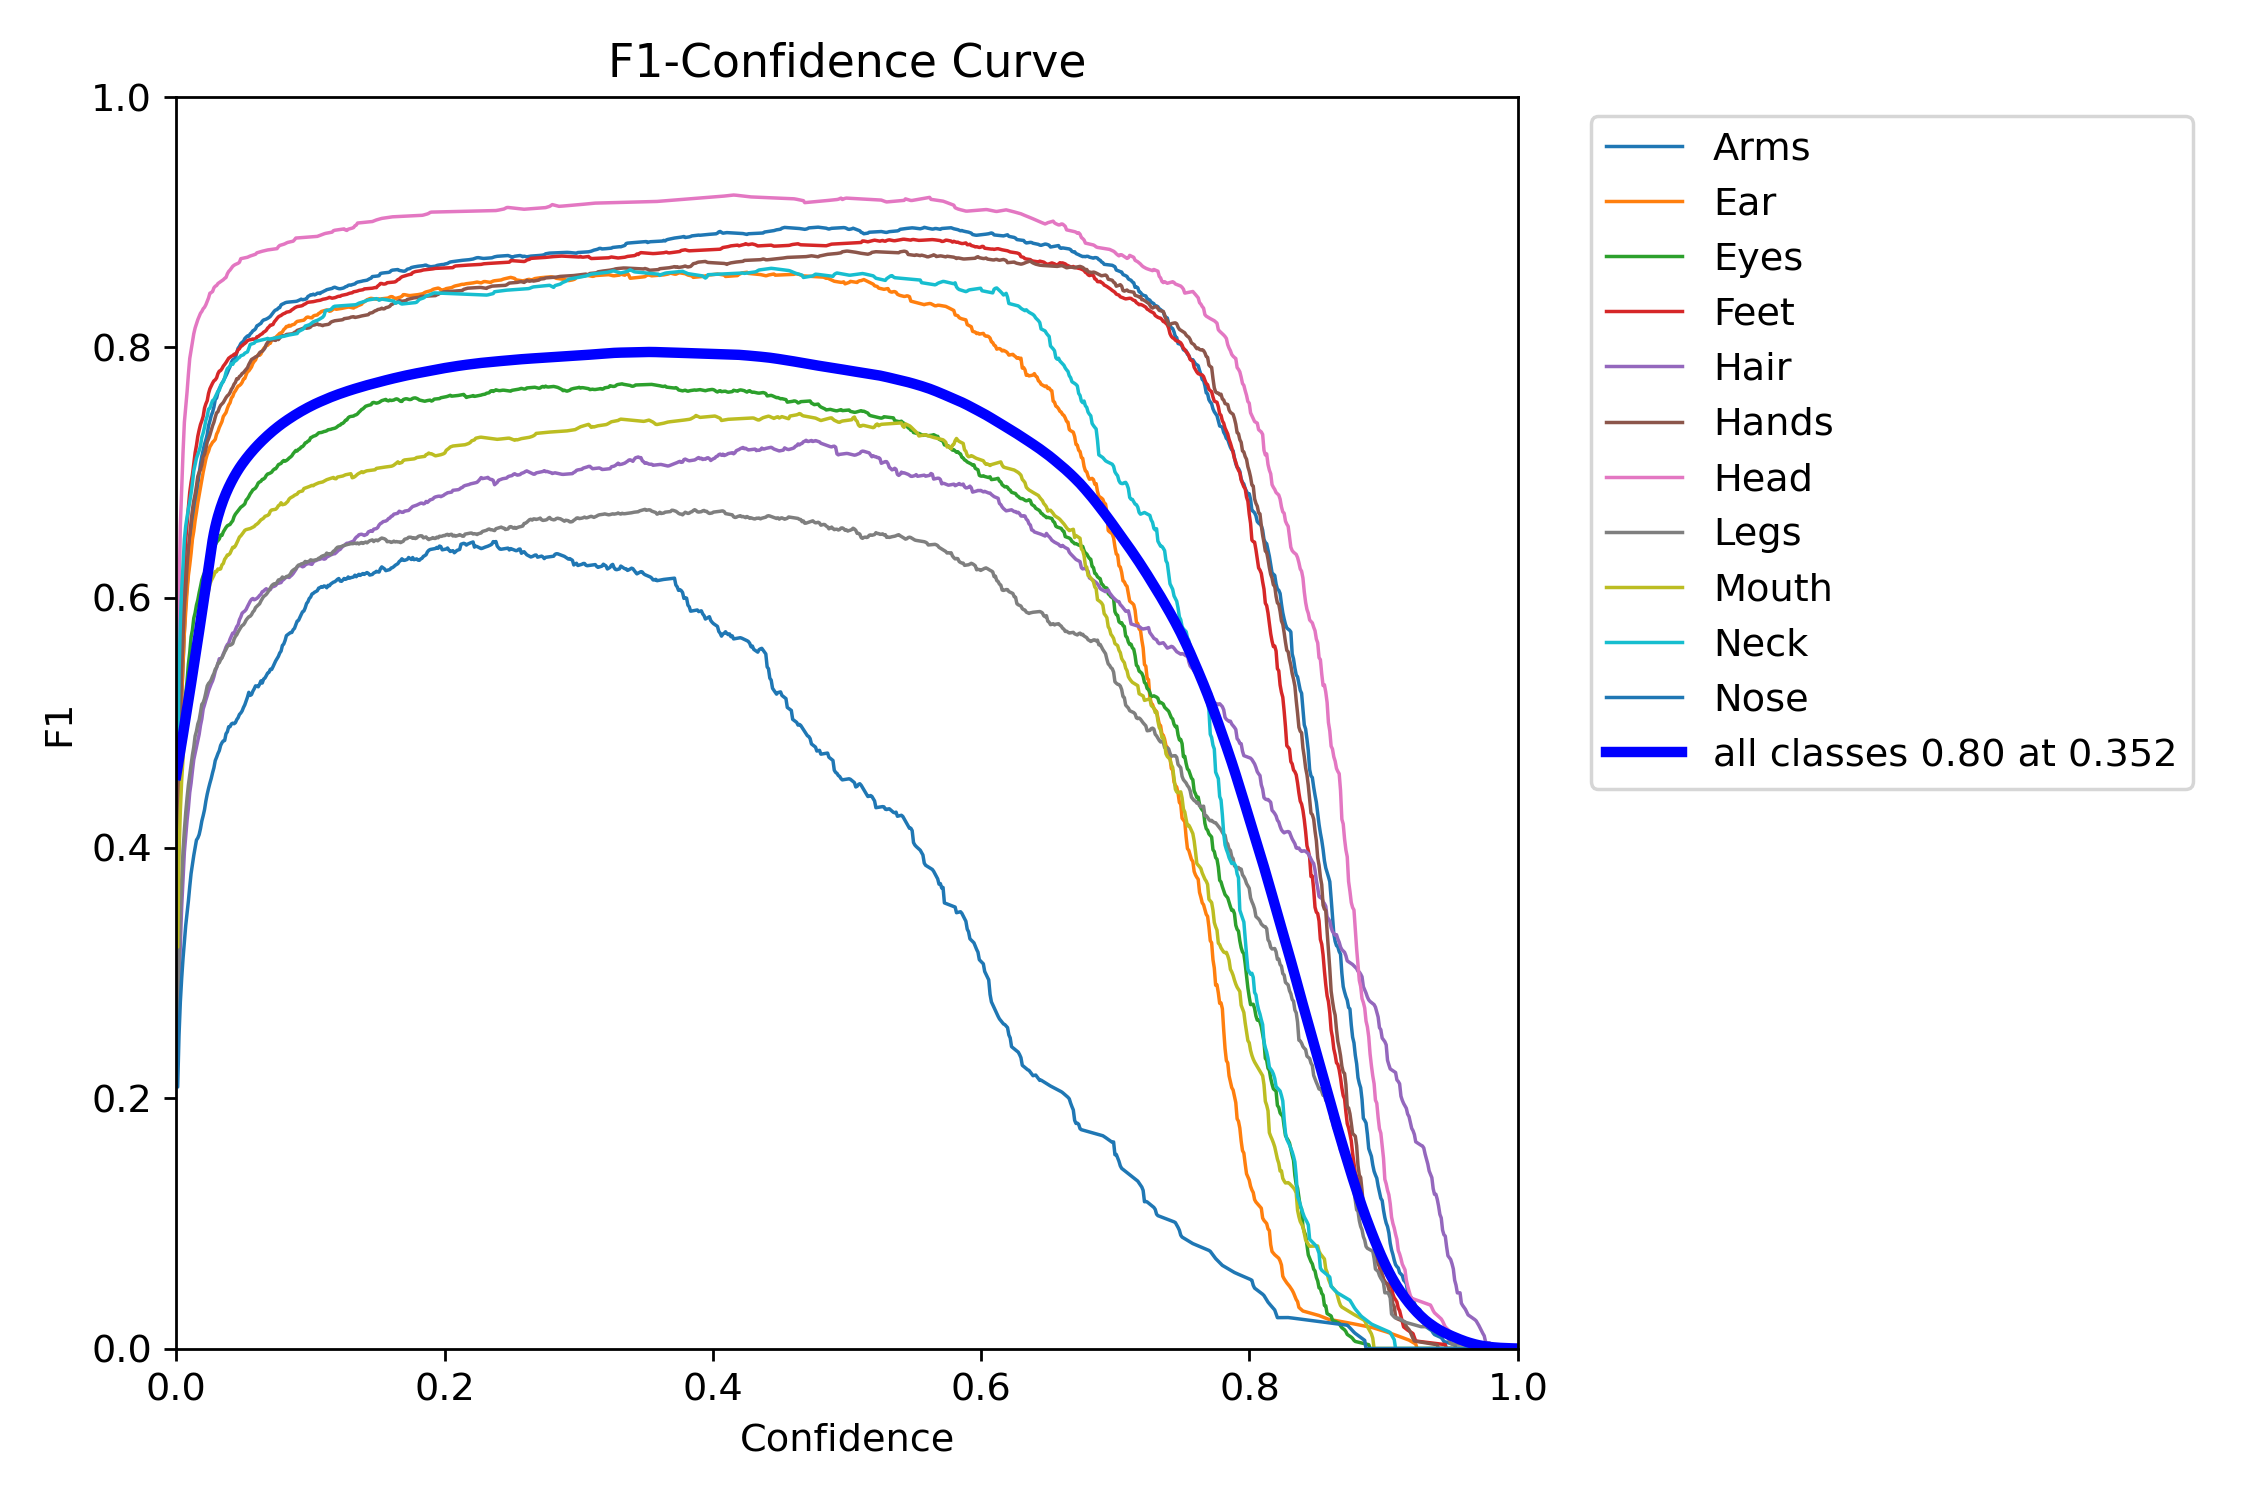 F1-Confidence Curve
1.0
0.8
0.6
0.4
0.2
0.0
F1
0.0 0.2 0.4 0.6 0.8 1.0
Confidence
Arms
Ear
Eyes
Feet
Hair
Hands
Head
Legs
Mouth
Neck
Nose
all classes 0.80 at 0.352